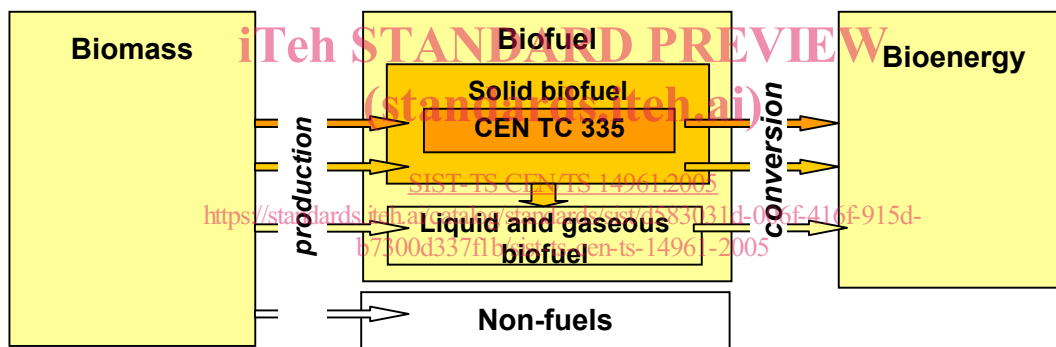 iTeh STANDARD PREVIEW
(standards.iteh.ai)
SIST-TS CEN/TS 14961:2005
https://standards.iteh.ai/catalog/standards/sist/d583031d-006f-416f-915d-
b7300d337f1b/sist-ts-cen-ts-14961-2005
Biomass
production
Biofuel
Solid biofuel
CEN TC 335
Liquid and gaseous
biofuel
Non-fuels
conversion
Bioenergy